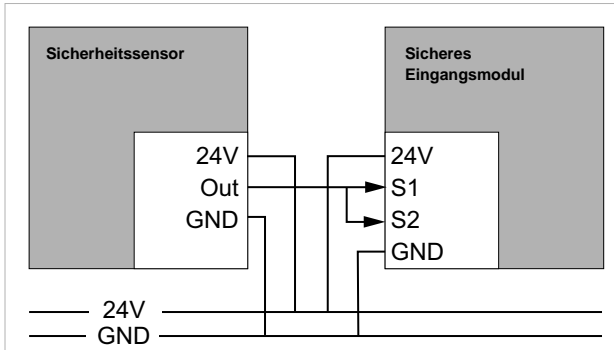 Sicherheitssensor
24V
Out
GND
Sicheres
Eingangsmodul
24V
S1
S2
GND
24V
GND